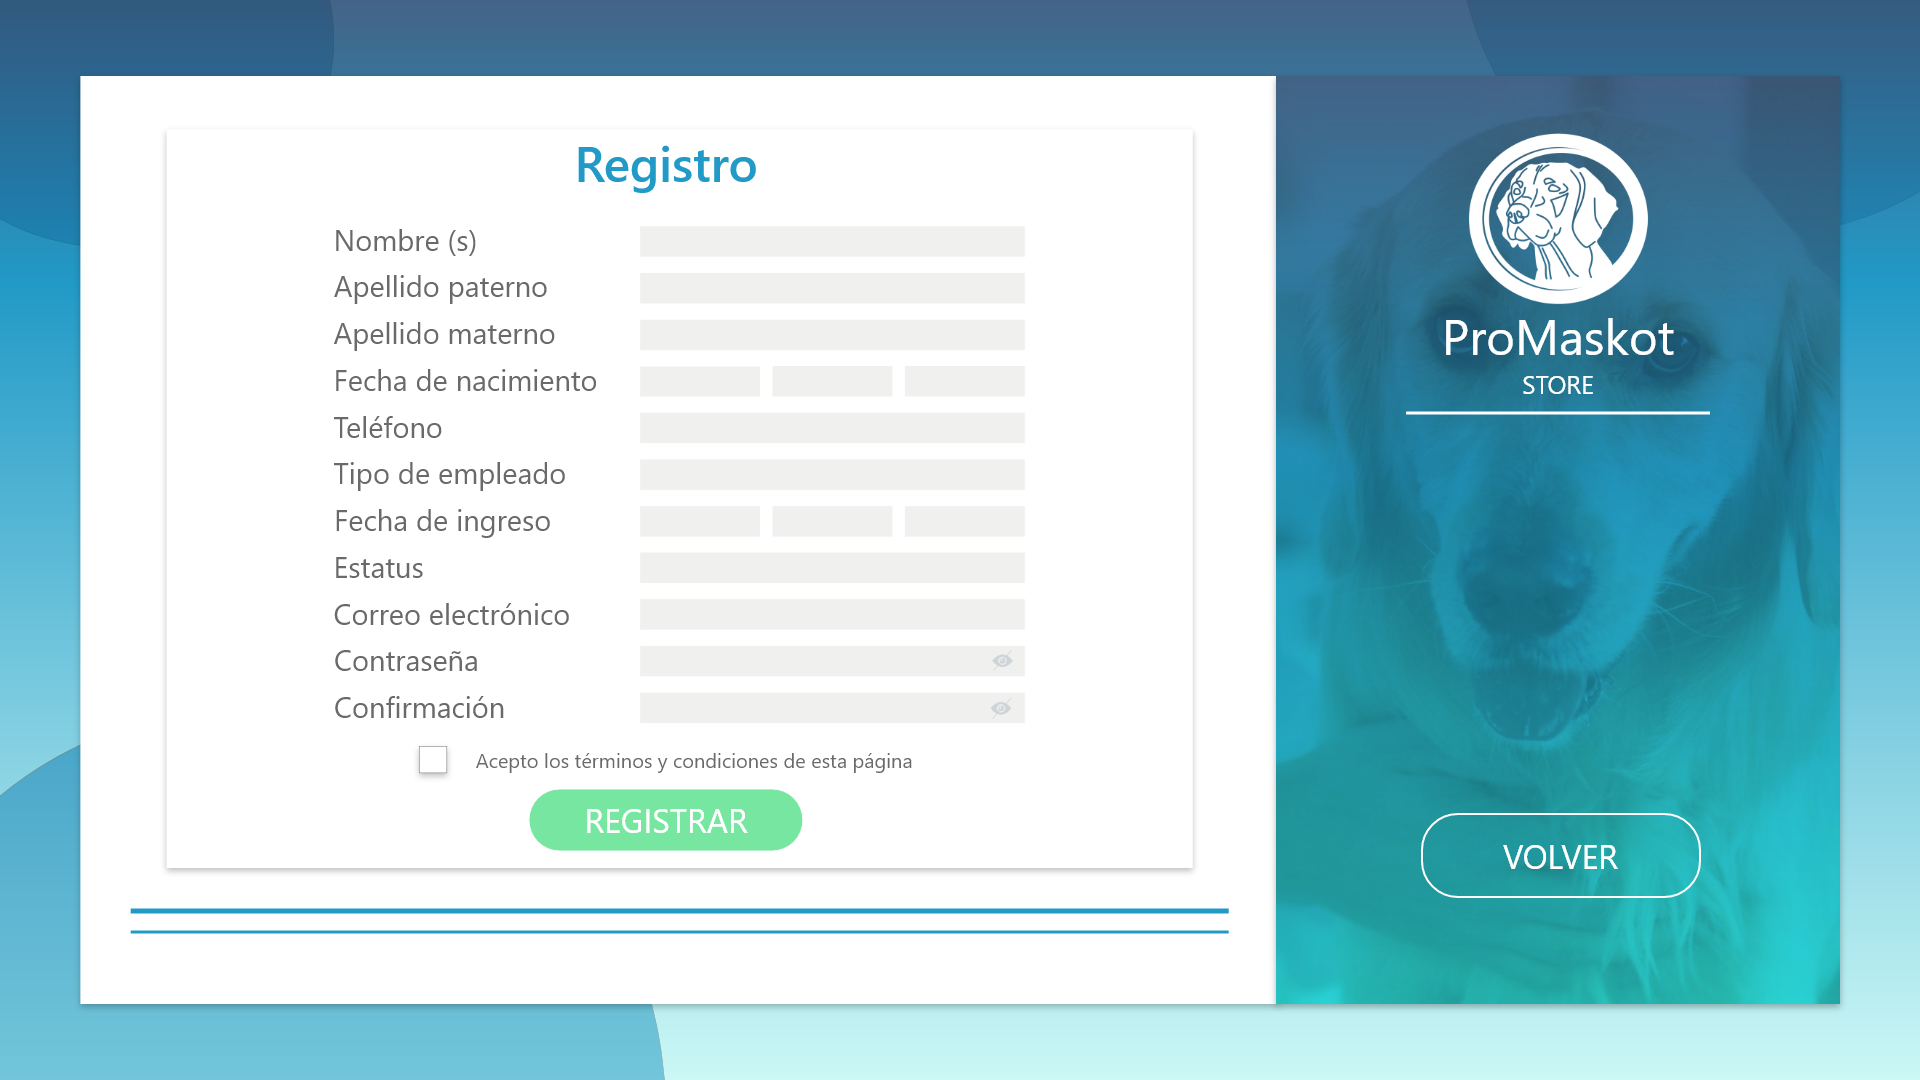 Registro
Nombre (s)
Apellido paterno
Apellido materno
Fecha de nacimiento
Teléfono
Tipo de empleado
Fecha de ingreso
Estatus
Correo electrónico
Contraseña
Confirmación
Acepto los términos y condiciones de esta página
REGISTRAR
ProMaskot
STORE
VOLVER